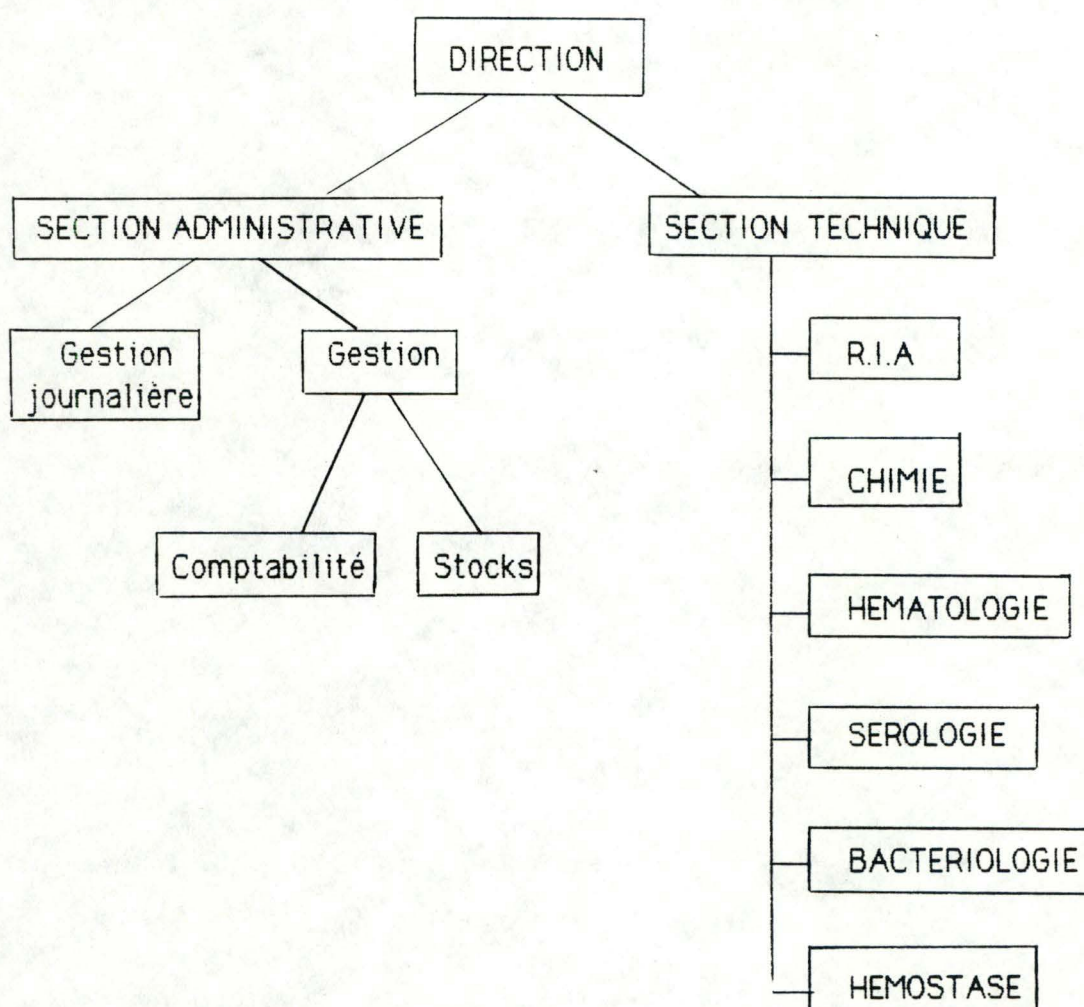 DIRECTION
SECTION ADMINISTRATIVE
SECTION TECHNIQUE
Gestion
journalière
Gestion
Comptabilité
Stocks
R.I.A
CHIMIE
HEMATOLOGIE
SEROLOGIE
BACTERIOLOGIE
HEMOSTASE